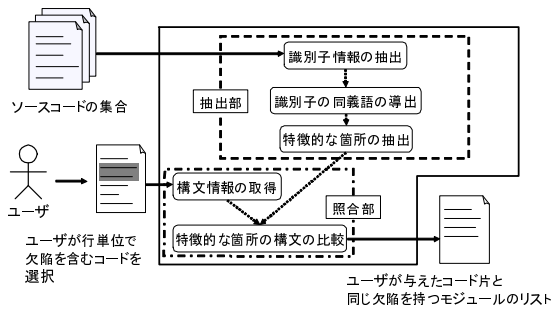 識別子情報の抽出
ソースコードの集合
抽出部
識別子の同義語の導出
特徴的な箇所の抽出
ユーザ
構文情報の取得
照合部
特徴的な箇所の構文の比較
ユーザが行単位で
欠陥を含むコードを
選択
ユーザが与えたコード片と
同じ欠陥を持つモジュールのリスト